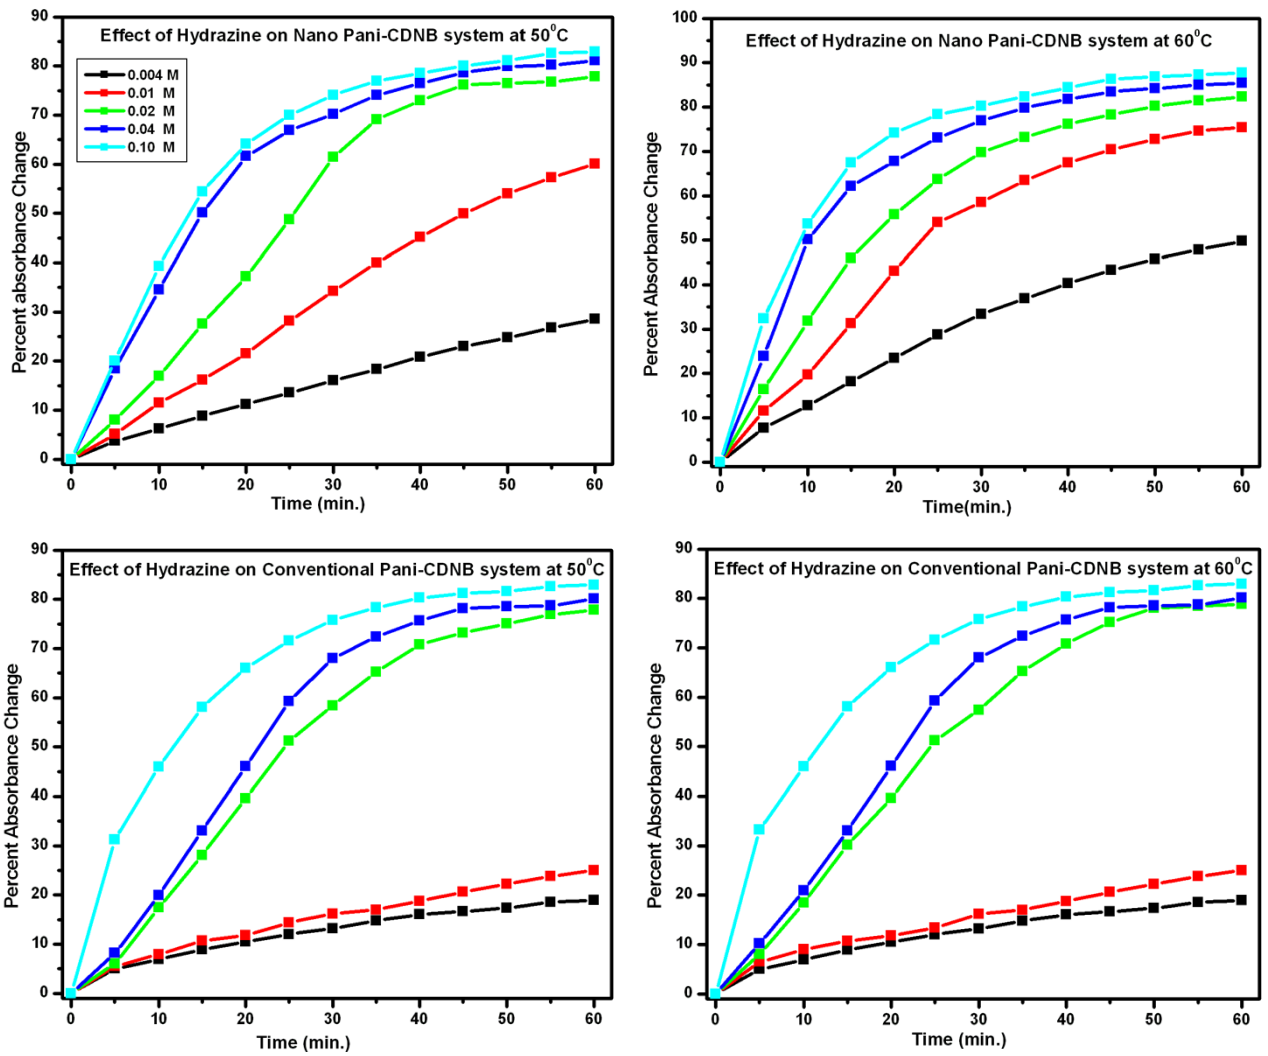 Effect of Hydrazine on Nano Pani-CDNB system at 50⁰C
0.004 M
0.01 M
0.02 M
0.04 M
0.10 M
Percent absorbance Change
90
80
70
60
50
40
30
20
10
0
0 10 20 30 40 50 60
Time (min.)
Effect of Hydrazine on Nano Pani-CDNB system at 60⁰C
Percent Absorbance Change
100
90
80
70
60
50
40
30
20
10
0
0 10 20 30 40 50 60
Time(min.)
Effect of Hydrazine on Conventional Pani-CDNB system at 50⁰C
Percent Absorbance Change
90
80
70
60
50
40
30
20
10
0
0 10 20 30 40 50 60
Time (min.)
Effect of Hydrazine on Conventional Pani-CDNB system at 60⁰C
Percent Absorbance Change
90
80
70
60
50
40
30
20
10
0
0 10 20 30 40 50 60
Time (min.)